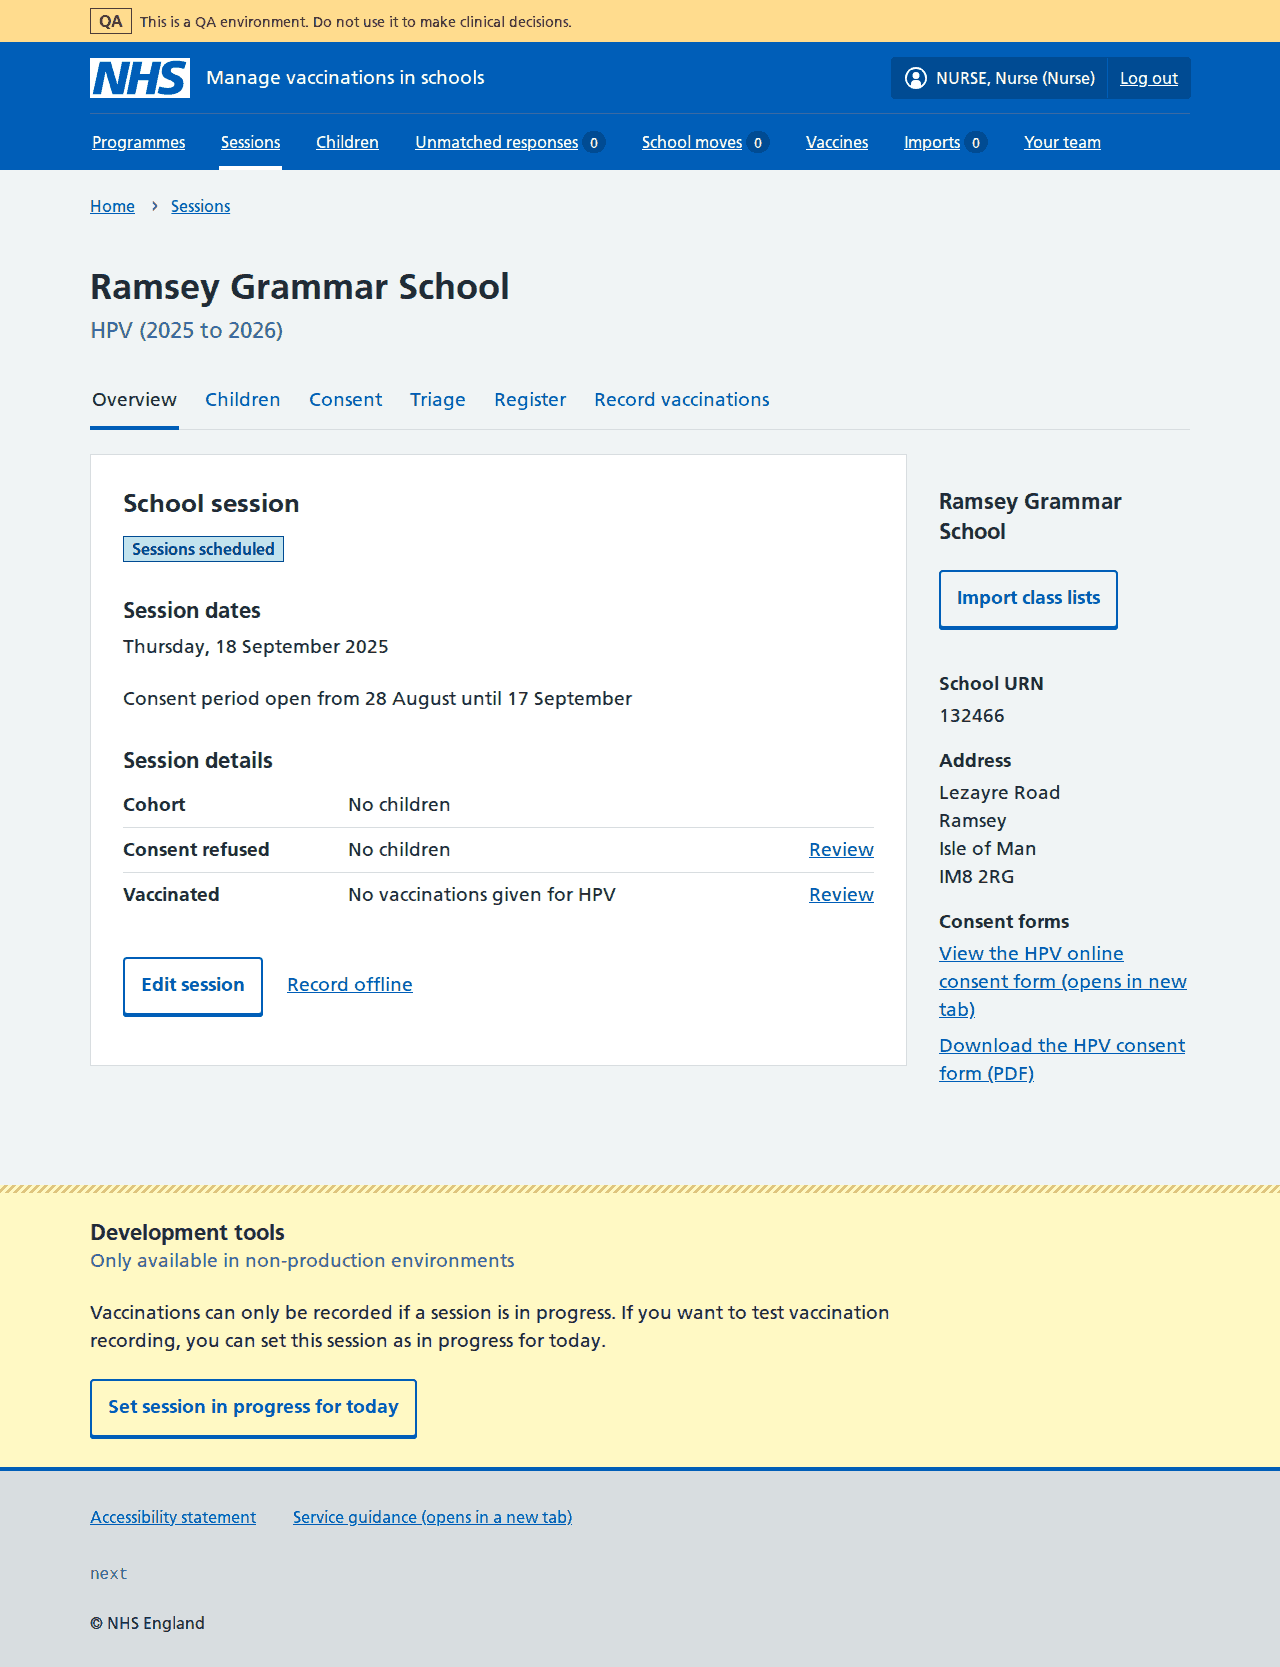 QA This is a QA environment. Do not use it to make clinical decisions.
NHS Manage vaccinations in schools NURSE, Nurse (Nurse) Log out
Programmes Sessions Children Unmatched responses 0 School moves 0 Vaccines Imports 0 Your team
Home › Sessions
Ramsey Grammar School
HPV (2025 to 2026)
Overview Children Consent Triage Register Record vaccinations
School session
Sessions scheduled
Session dates
Thursday, 18 September 2025
Consent period open from 28 August until 17 September
Session details
Cohort No children
Consent refused No children Review
Vaccinated No vaccinations given for HPV Review
Edit session Record offline
Ramsey Grammar
School
Import class lists
School URN
132466
Address
Lezayre Road
Ramsey
Isle of Man
IM8 2RG
Consent forms
View the HPV online
consent form (opens in new
tab)
Download the HPV consent
form (PDF)
Development tools
Only available in non-production environments
Vaccinations can only be recorded if a session is in progress. If you want to test vaccination
recording, you can set this session as in progress for today.
Set session in progress for today
Accessibility statement Service guidance (opens in a new tab)
next
© NHS England